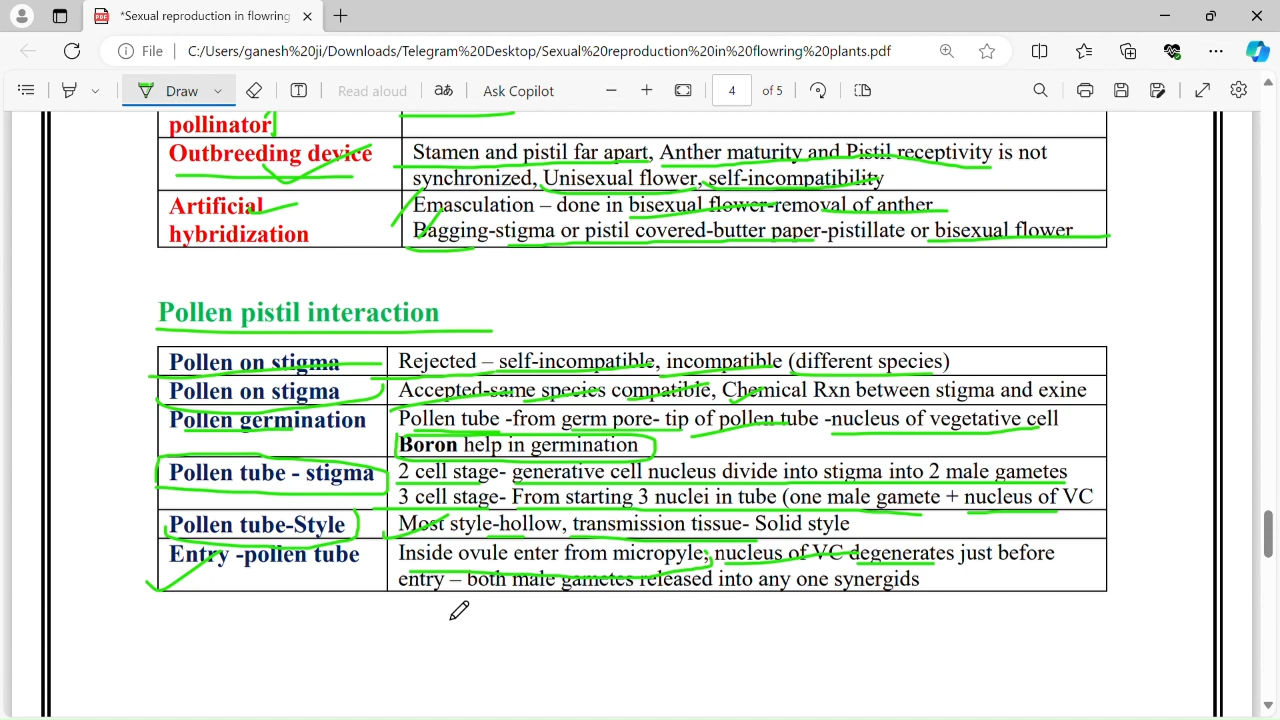 *Sexual reproduction in flowring
File
C:/Users/ganesh%20ji/Downloads/Telegram%20Desktop/Sexual%20reproduction%20in%20flowring%20plants.pdf
Draw
Read aloud
aあ
Ask Copilot
4
of 5
pollinator
Outbreeding device
Stamen and pistil far apart, Anther maturity and Pistil receptivity is not
synchronized, Unisexual flower, self-incompatibility
Artificial
hybridization
Emasculation – done in bisexual flower-removal of anther
Bagging-stigma or pistil covered-butter paper-pistillate or bisexual flower
Pollen pistil interaction
Pollen on stigma
Rejected – self-incompatible, incompatible (different species)
Pollen on stigma
Accepted-same species compatible, Chemical Rxn between stigma and exine
Pollen germination
Pollen tube -from germ pore- tip of pollen tube -nucleus of vegetative cell
Boron help in germination
Pollen tube - stigma
2 cell stage- generative cell nucleus divide into stigma into 2 male gametes
3 cell stage- From starting 3 nuclei in tube (one male gamete + nucleus of VC
Pollen tube-Style
Most style-hollow, transmission tissue- Solid style
Entry -pollen tube
Inside ovule enter from micropyle; nucleus of VC degenerates just before
entry – both male gametes released into any one synergids